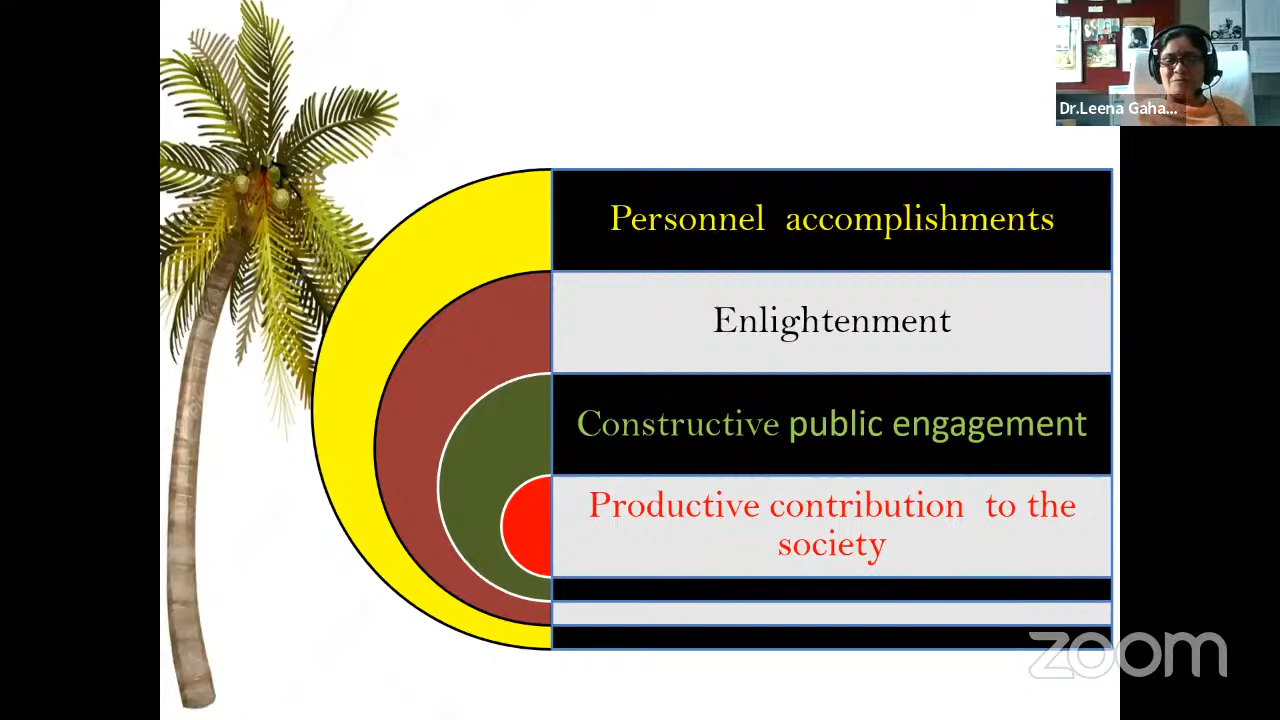 Dr.Leena Gaha...
Personnel accomplishments
Enlightenment
Constructive public engagement
Productive contribution to the
society
zoom